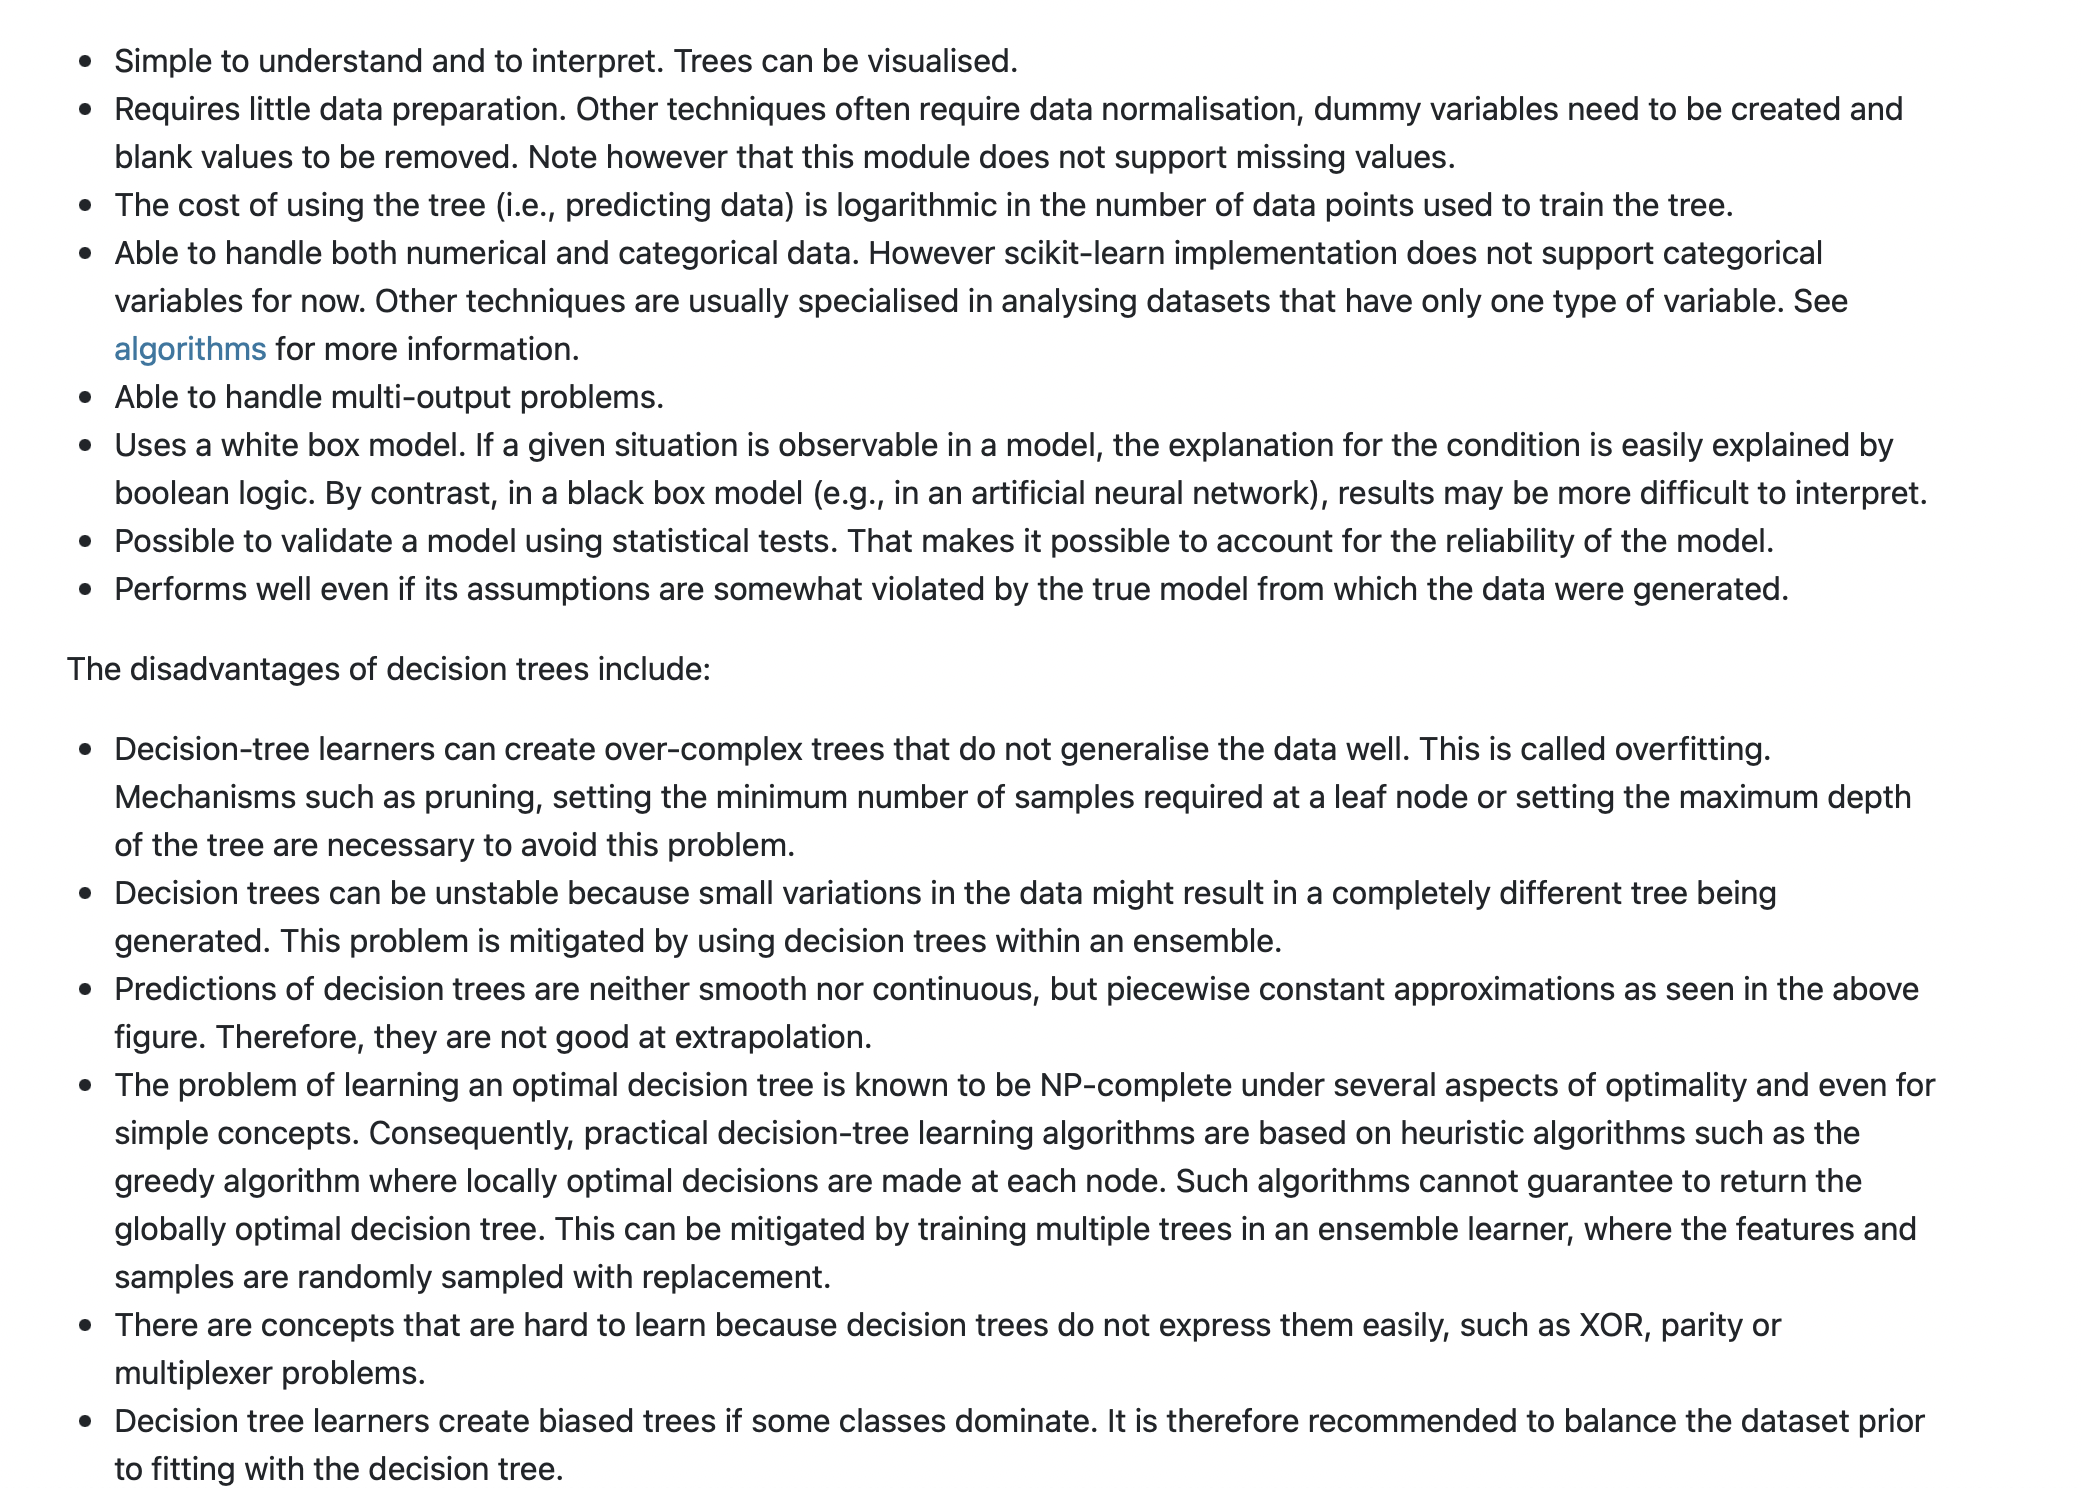 • Simple to understand and to interpret. Trees can be visualised.
• Requires little data preparation. Other techniques often require data normalisation, dummy variables need to be created and
blank values to be removed. Note however that this module does not support missing values.
• The cost of using the tree (i.e., predicting data) is logarithmic in the number of data points used to train the tree.
• Able to handle both numerical and categorical data. However scikit-learn implementation does not support categorical
variables for now. Other techniques are usually specialised in analysing datasets that have only one type of variable. See
algorithms for more information.
• Able to handle multi-output problems.
• Uses a white box model. If a given situation is observable in a model, the explanation for the condition is easily explained by
boolean logic. By contrast, in a black box model (e.g., in an artificial neural network), results may be more difficult to interpret.
• Possible to validate a model using statistical tests. That makes it possible to account for the reliability of the model.
• Performs well even if its assumptions are somewhat violated by the true model from which the data were generated.
The disadvantages of decision trees include:
• Decision-tree learners can create over-complex trees that do not generalise the data well. This is called overfitting.
Mechanisms such as pruning, setting the minimum number of samples required at a leaf node or setting the maximum depth
of the tree are necessary to avoid this problem.
• Decision trees can be unstable because small variations in the data might result in a completely different tree being
generated. This problem is mitigated by using decision trees within an ensemble.
• Predictions of decision trees are neither smooth nor continuous, but piecewise constant approximations as seen in the above
figure. Therefore, they are not good at extrapolation.
• The problem of learning an optimal decision tree is known to be NP-complete under several aspects of optimality and even for
simple concepts. Consequently, practical decision-tree learning algorithms are based on heuristic algorithms such as the
greedy algorithm where locally optimal decisions are made at each node. Such algorithms cannot guarantee to return the
globally optimal decision tree. This can be mitigated by training multiple trees in an ensemble learner, where the features and
samples are randomly sampled with replacement.
• There are concepts that are hard to learn because decision trees do not express them easily, such as XOR, parity or
multiplexer problems.
• Decision tree learners create biased trees if some classes dominate. It is therefore recommended to balance the dataset prior
to fitting with the decision tree.